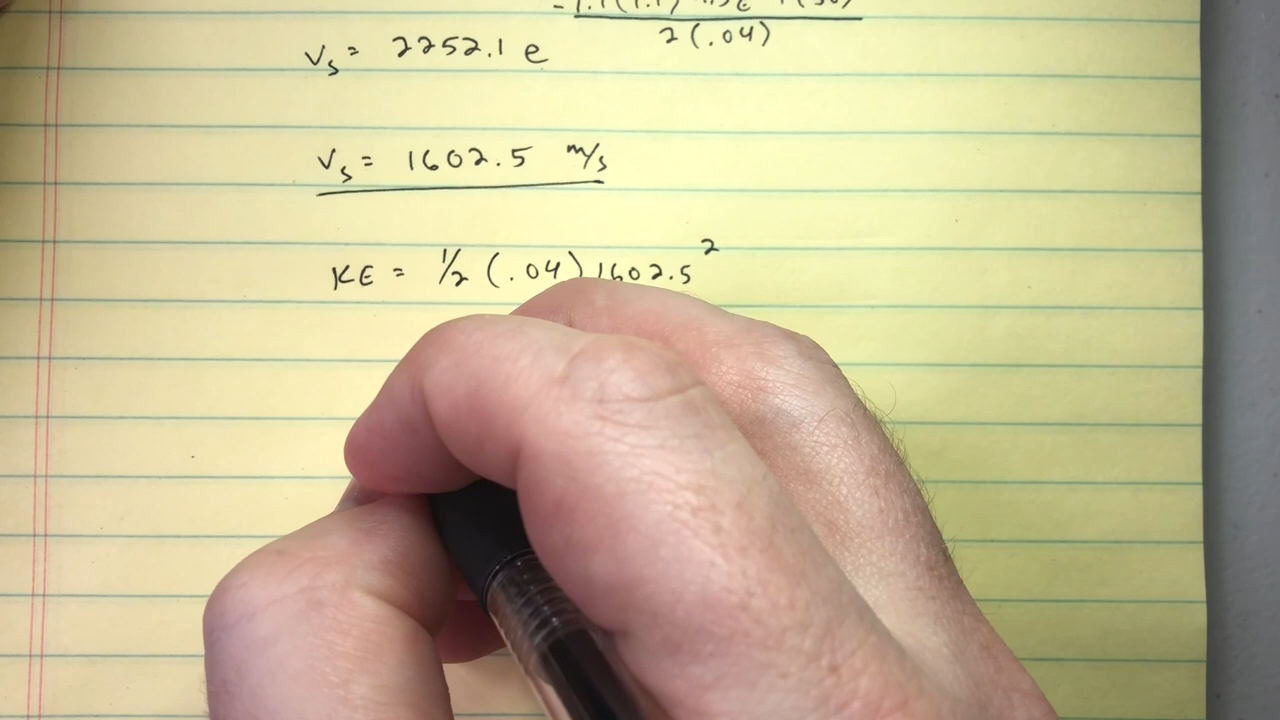 2(.04)
Vs = 2252.1 e
Vs = 1602.5 m/s
KE = 1/2 (.04) 1602.5²